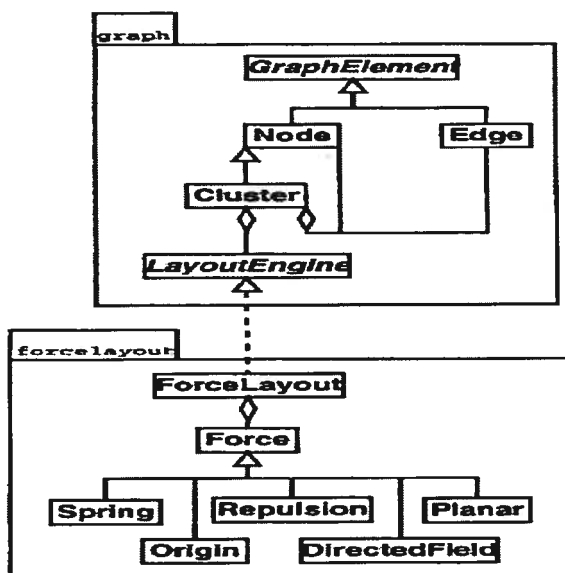 graph
GraphElement
Node Edge
Cluster
LayoutEngine
forcelayout
ForceLayout
Force
Spring Repulsion Planar
Origin DirectedField